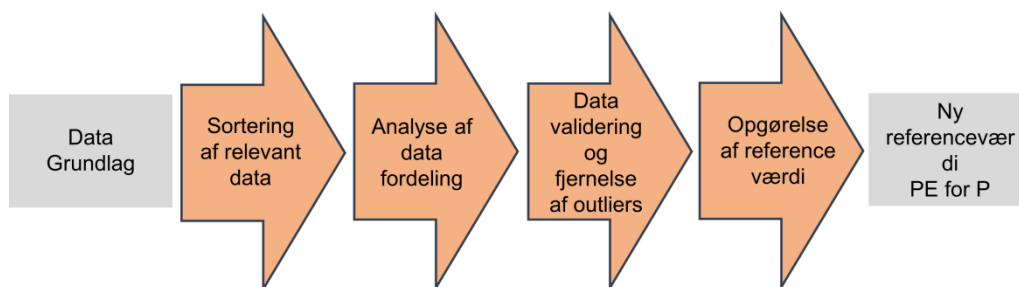 Data
Grundlag
Sortering
af relevant
data
Analyse af
data
fordeling
Data
validering
og
fjernelse
af outliers
Opgørelse
af reference
værdi
Ny
referencevær
di
PE for P